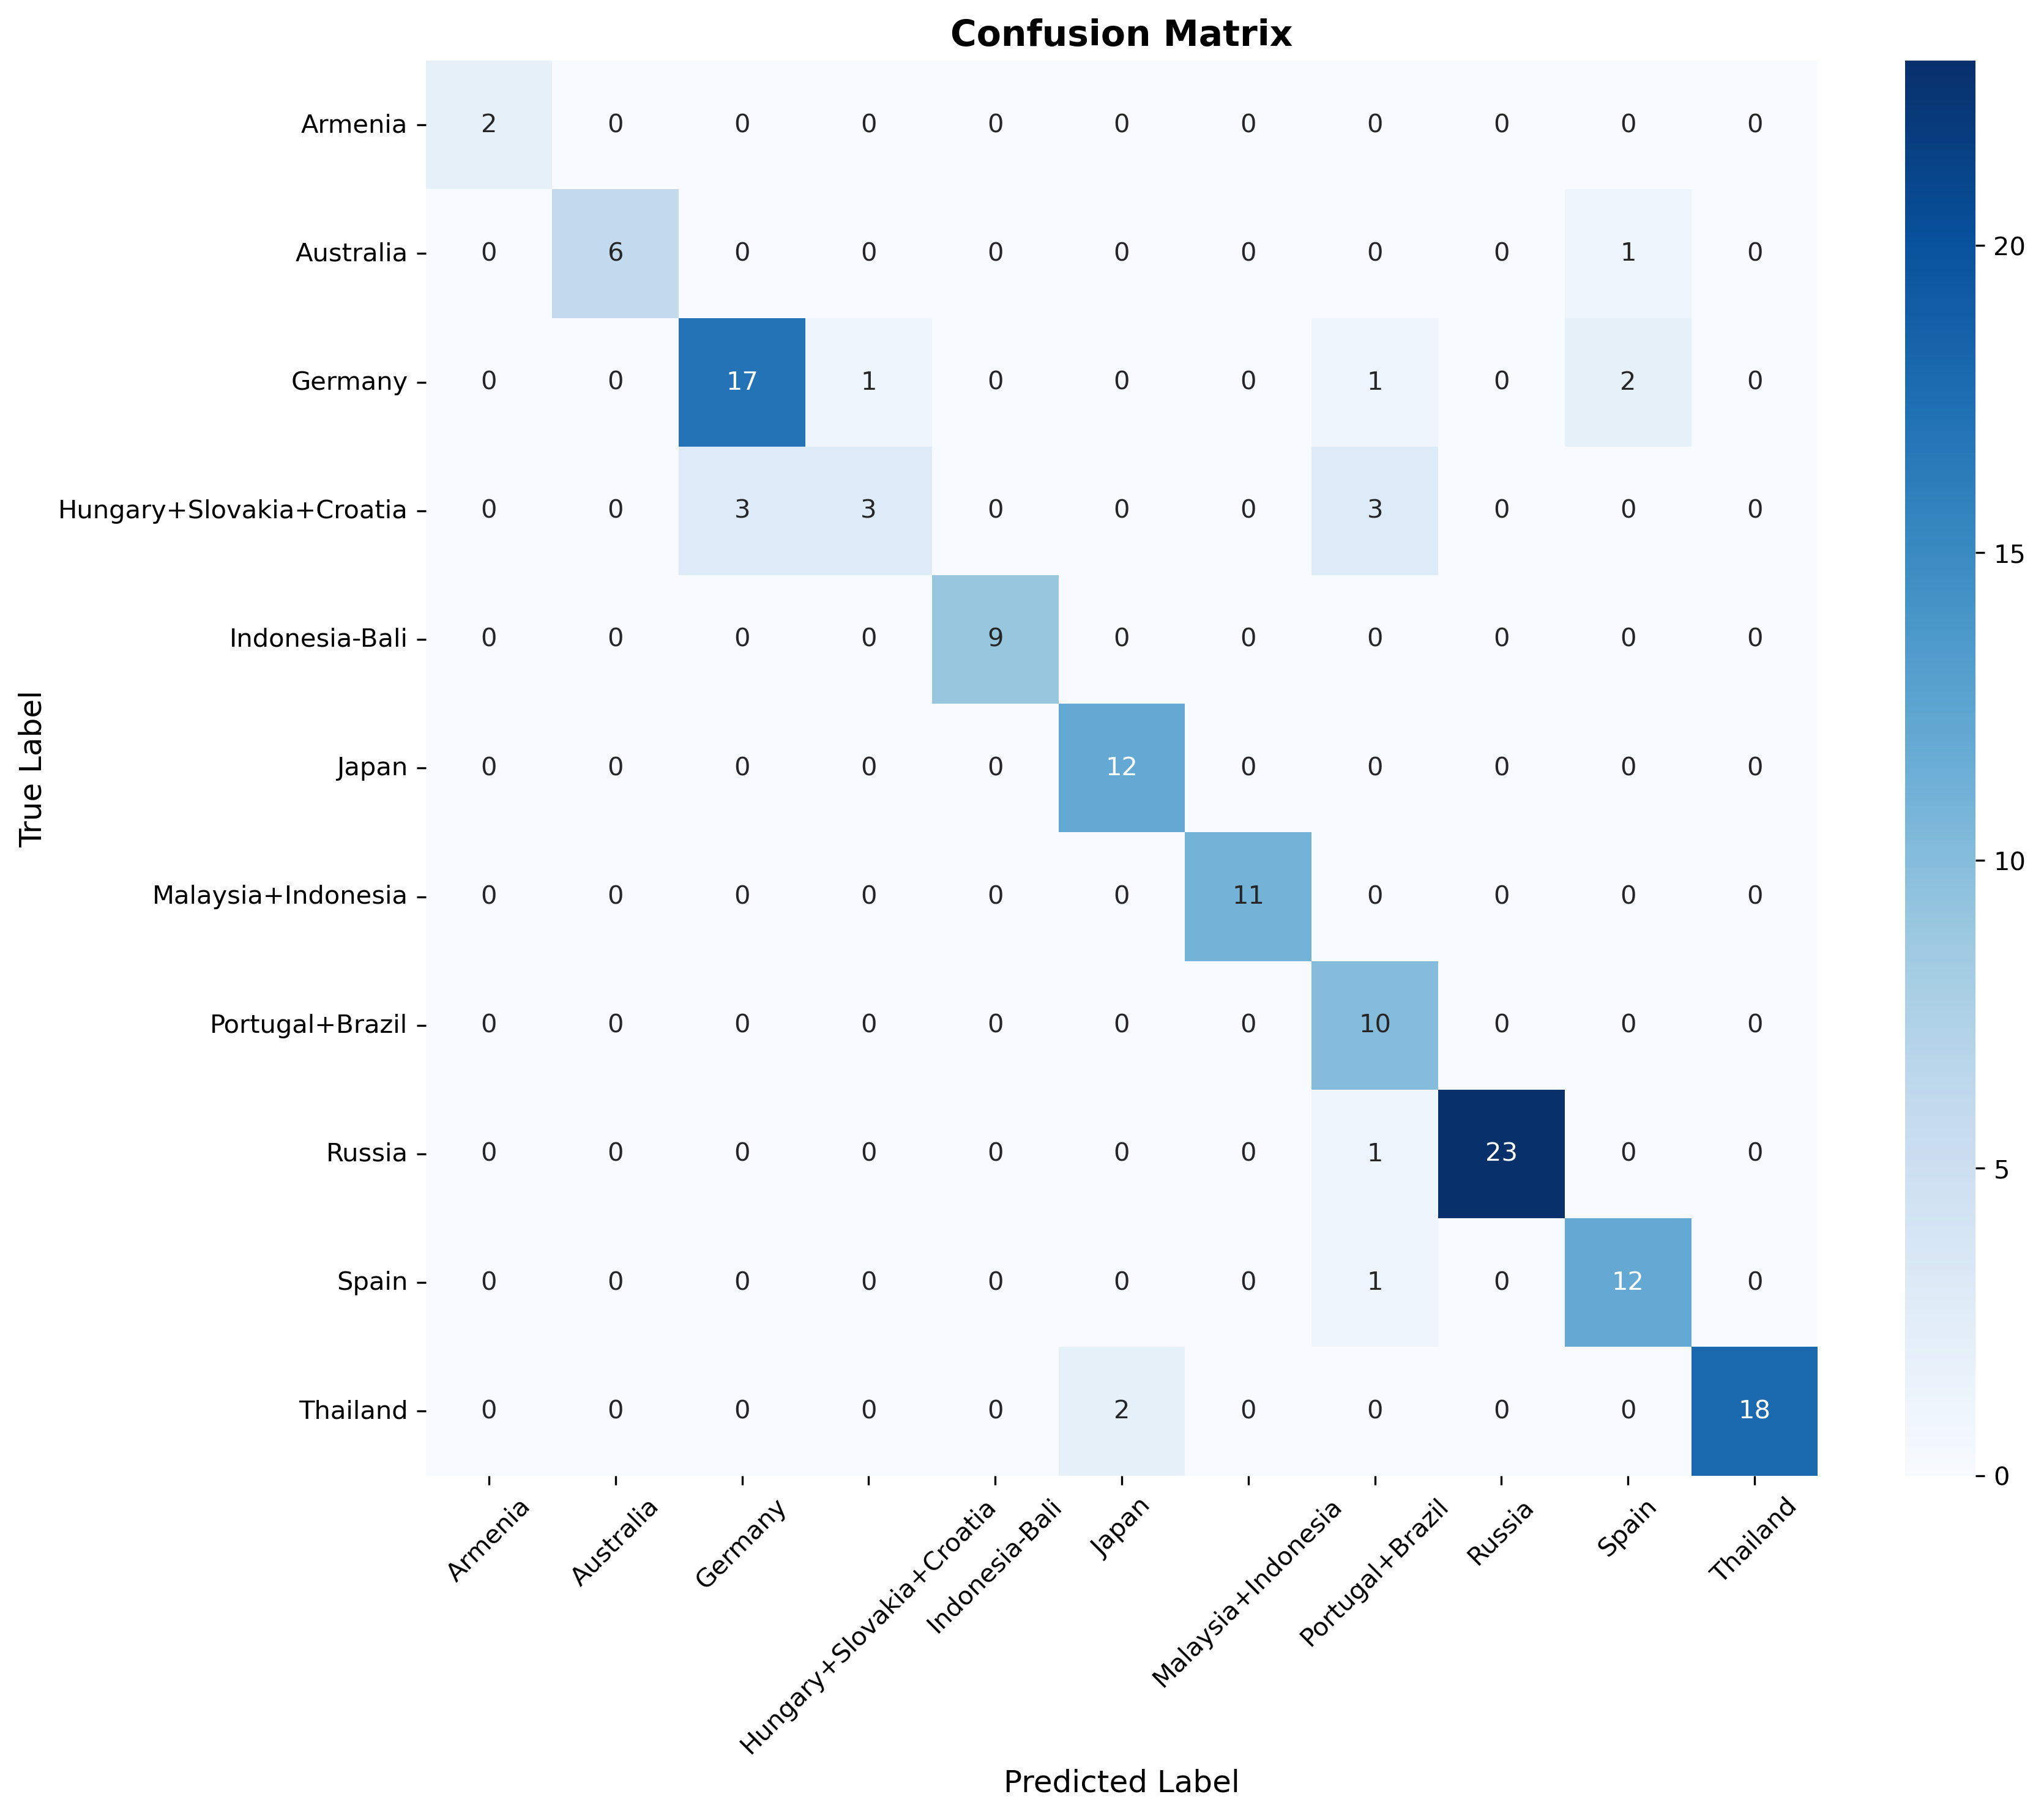 Confusion Matrix
Armenia 2 0 0 0 0 0 0 0 0 0 0
Australia 0 6 0 0 0 0 0 0 0 1 0
20
Germany 0 0 17 1 0 0 0 1 0 2 0
Hungary+Slovakia+Croatia 0 0 3 3 0 0 0 3 0 0 0
15
Indonesia-Bali 0 0 0 0 9 0 0 0 0 0 0
True Label
Japan 0 0 0 0 0 12 0 0 0 0 0
10
Malaysia+Indonesia 0 0 0 0 0 0 11 0 0 0 0
Portugal+Brazil 0 0 0 0 0 0 0 10 0 0 0
Russia 0 0 0 0 0 0 0 1 23 0 0
5
Spain 0 0 0 0 0 0 0 1 0 12 0
Thailand 0 0 0 0 0 2 0 0 0 0 18
0
Armenia
Australia
Germany
Hungary+Slovakia+Croatia
Indonesia-Bali
Japan
Malaysia+Indonesia
Portugal+Brazil
Russia
Spain
Thailand
Predicted Label